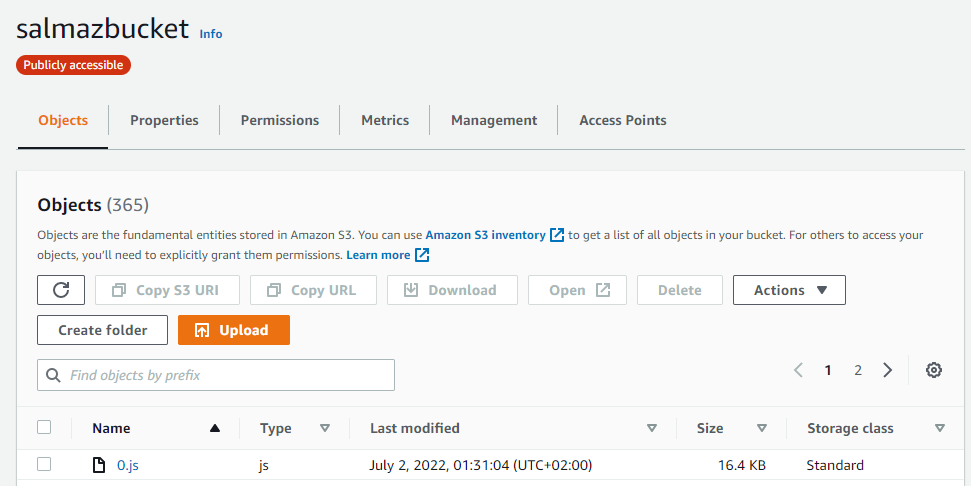 salmazbucket Info
Publicly accessible
Objects Properties Permissions Metrics Management Access Points
Objects (365)
Objects are the fundamental entities stored in Amazon S3. You can use Amazon S3 inventory to get a list of all objects in your bucket. For others to access your
objects, you'll need to explicitly grant them permissions. Learn more
Copy S3 URI Copy URL Download Open Delete Actions
Create folder Upload
Find objects by prefix 1 2
Name Type Last modified Size Storage class
0.js js July 2, 2022, 01:31:04 (UTC+02:00) 16.4 KB Standard